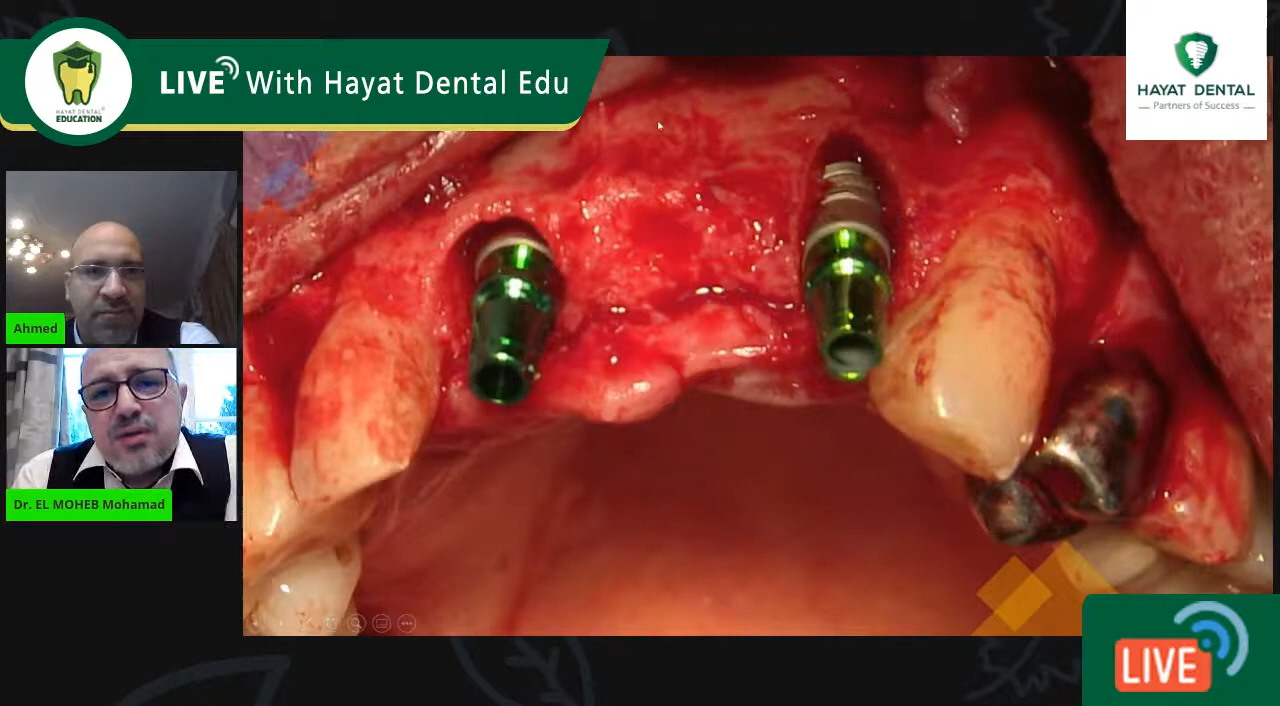 LIVE With Hayat Dental Edu
HAYAT DENTAL
EDUCATION
HAYAT DENTAL
Partners of Success
Ahmed
Dr. EL MOHEB Mohamad
LIVE